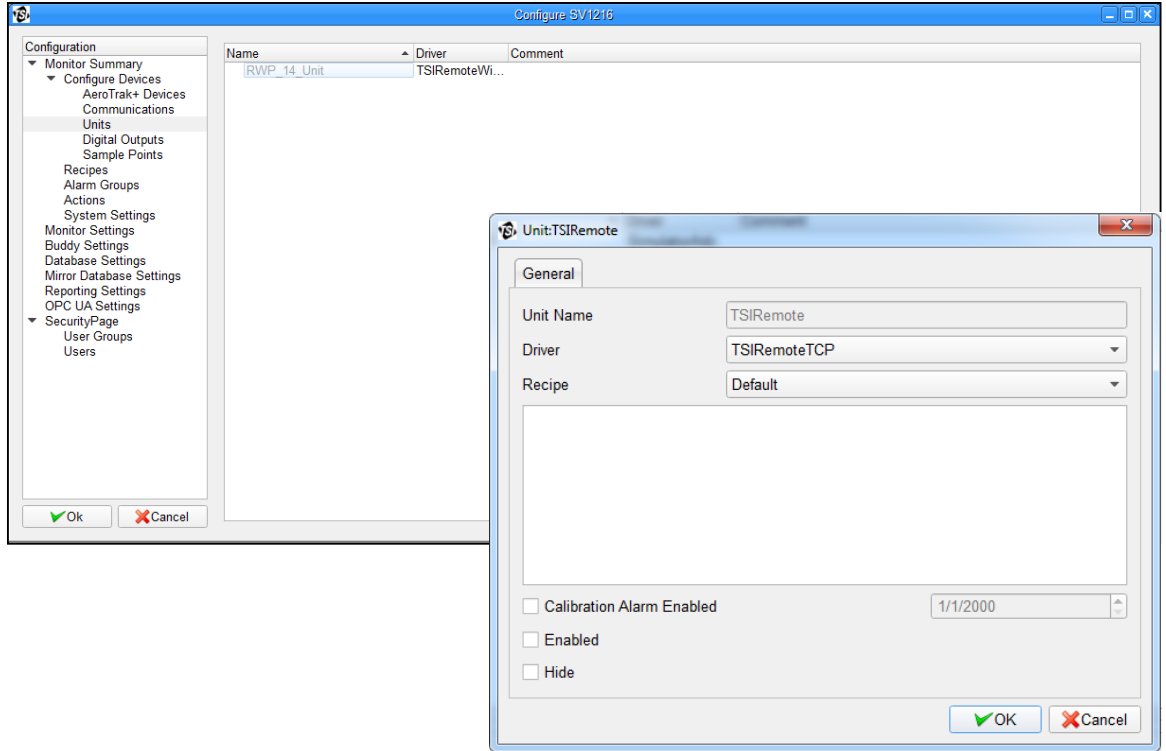 TSI Configure SV1216
Configuration
Monitor Summary
Configure Devices
AeroTrak+ Devices
Communications
Units
Digital Outputs
Sample Points
Recipes
Alarm Groups
Actions
System Settings
Monitor Settings
Buddy Settings
Database Settings
Mirror Database Settings
Reporting Settings
OPC UA Settings
SecurityPage
User Groups
Users
Ok Cancel
Name Driver Comment
RWP_14_Unit TSIRemoteWi...
TSI Unit:TSIRemote
General
Unit Name TSIRemote
Driver TSIRemoteTCP
Recipe Default
Calibration Alarm Enabled 1/1/2000
Enabled
Hide
OK Cancel